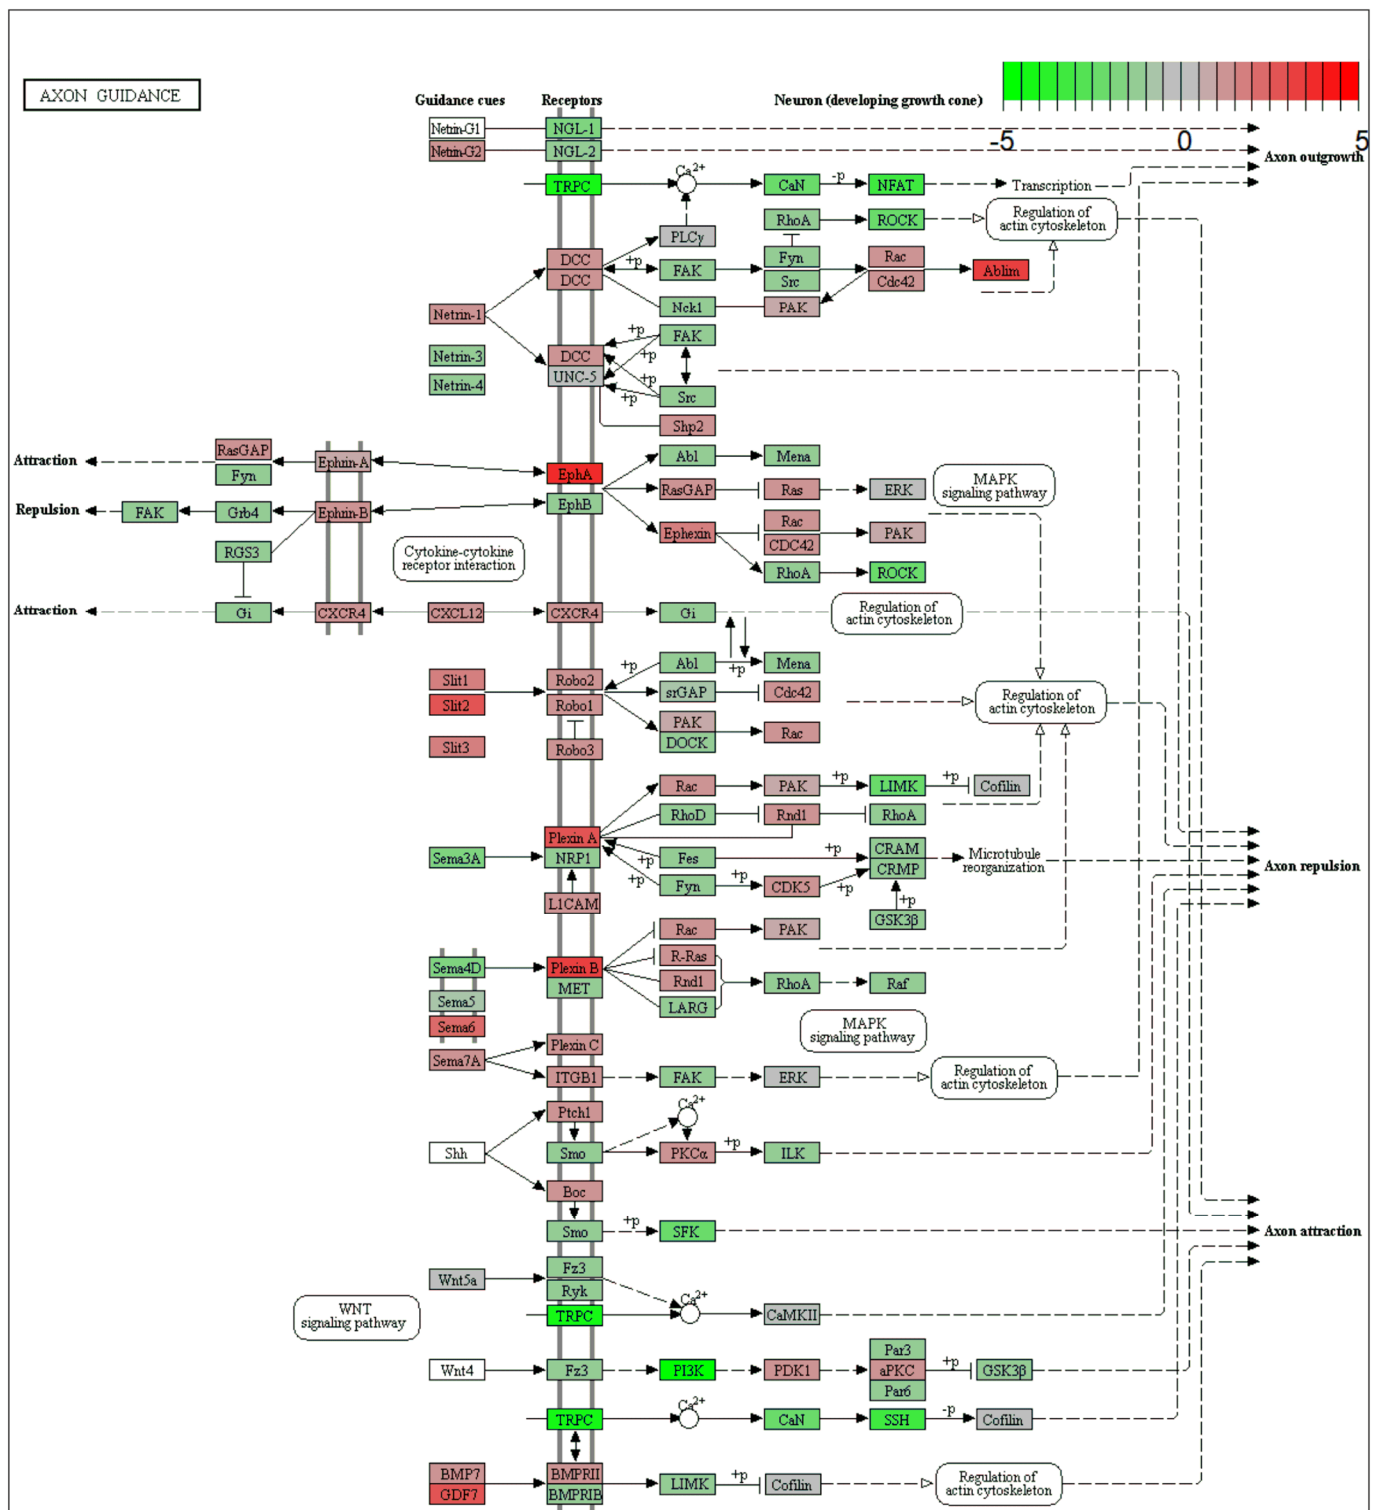 AXON GUIDANCE
Guidance cues Receptors Neuron (developing growth cone)
-5 0 5
Netrin-G1 NGL-1
Netrin-G2 NGL-2 Axon outgrowth
TRPC Ca2+ CaN -p NFAT Transcription
RhoA ROCK Regulation of
actin cytoskeleton
PLCγ
DCC +p FAK Fyn Rac Ablim
DCC Src Cdc42
Nck1 PAK
Netrin-1
+p FAK
Netrin-3 DCC +p
Netrin-4 UNC-5 +p
+p Src
Shp2
RasGAP Ephrin-A Abl Mena
Attraction Fyn EphA MAPK
signaling pathway
RasGAP Ras ERK
Repulsion FAK Grb4 Ephrin-B EphB
Ephexin Rac PAK
CDC42
RGS3 Cytokine-cytokine
receptor interaction
RhoA ROCK
Attraction Gi CXCR4 CXCL12 CXCR4 Gi Regulation of
actin cytoskeleton
+p Abl +p Mena
Slit1 Robo2 srGAP Cdc42 Regulation of
actin cytoskeleton
Slit2 Robo1
PAK Rac
DOCK
Slit3 Robo3
Rac PAK +p LIMK +p Cofilin
RhoD Rnd1 RhoA
Plexin A
Sema3A NRP1 +p Fes +p CRAM Microtubule
reorganization
CRMP
+p Fyn +p CDK5 +p
Axon repulsion
L1CAM +p
GSK3β
Rac PAK
R-Ras
Sema4D Plexin B
MET Rnd1 RhoA Raf
Sema5 LARG
Sema6 MAPK
signaling pathway
Sema7A Plexin C
ITGB1 FAK ERK Regulation of
actin cytoskeleton
Ptch1 Ca2+
Shh Smo PKCα +p ILK
Boc
Smo +p SFK Axon attraction
Wnt5a Fz3
Ryk Ca2+
WNT
signaling pathway
TRPC CaMKII
Par3
Wnt4 Fz3 PI3K PDK1 aPKC +p GSK3β
Par6
TRPC Ca2+ CaN SSH -p Cofilin
BMP7 BMPRII LIMK +p Cofilin Regulation of
actin cytoskeleton
GDF7 BMPRIB